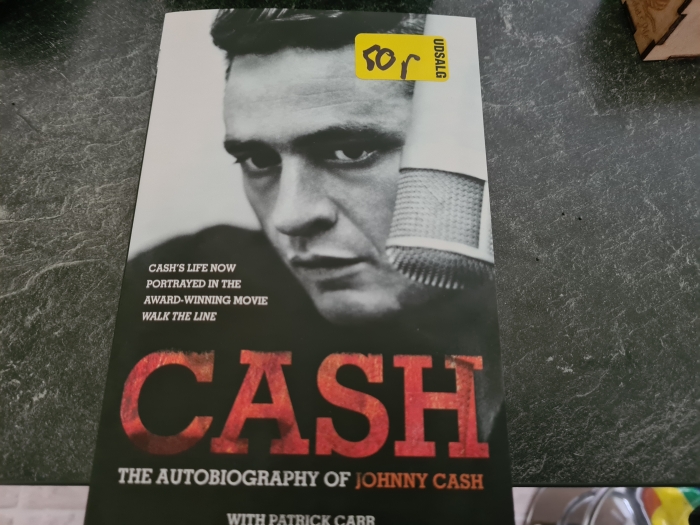 50 r
UDSALG
CASH'S LIFE NOW
PORTRAYED IN THE
AWARD-WINNING MOVIE
WALK THE LINE
CASH
THE AUTOBIOGRAPHY OF JOHNNY CASH
WITH PATRICK CARR